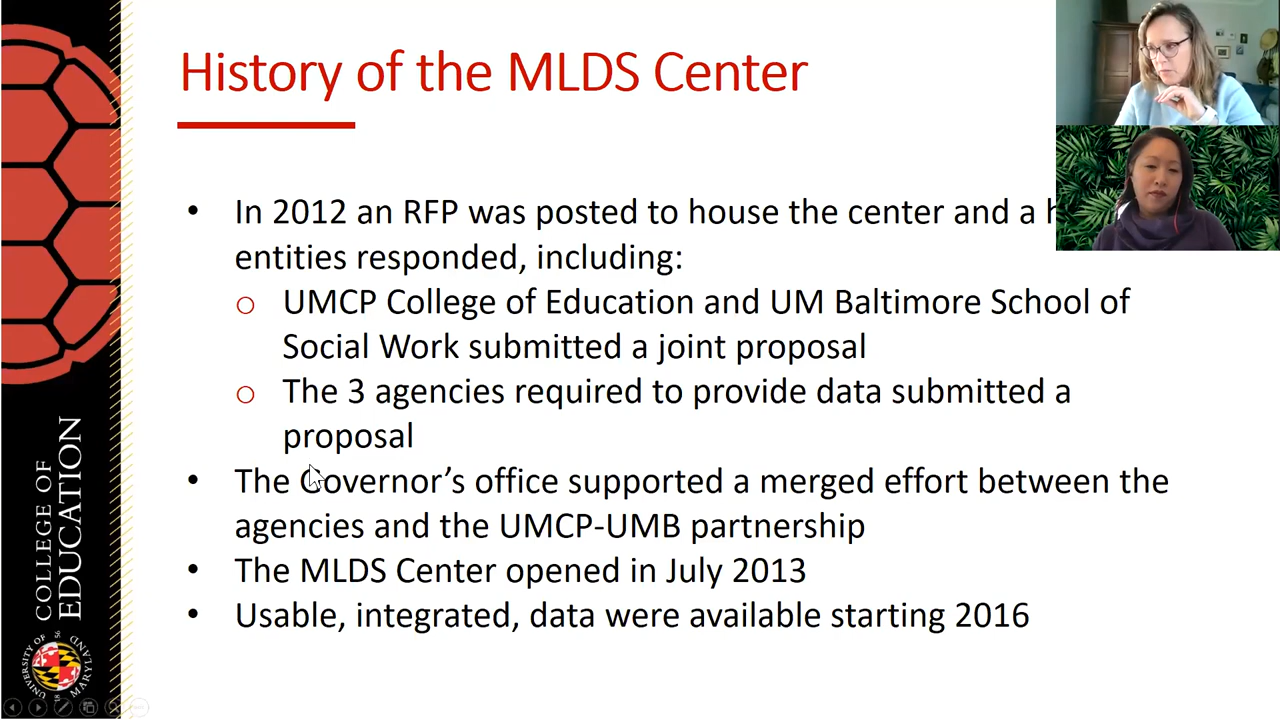 History of the MLDS Center
• In 2012 an RFP was posted to house the center and a
entities responded, including:
o UMCP College of Education and UM Baltimore School of
Social Work submitted a joint proposal
o The 3 agencies required to provide data submitted a
proposal
• The Governor’s office supported a merged effort between the
agencies and the UMCP-UMB partnership
• The MLDS Center opened in July 2013
• Usable, integrated, data were available starting 2016
COLLEGE OF
EDUCATION
UNIVERSITY OF
MARYLAND
18 56